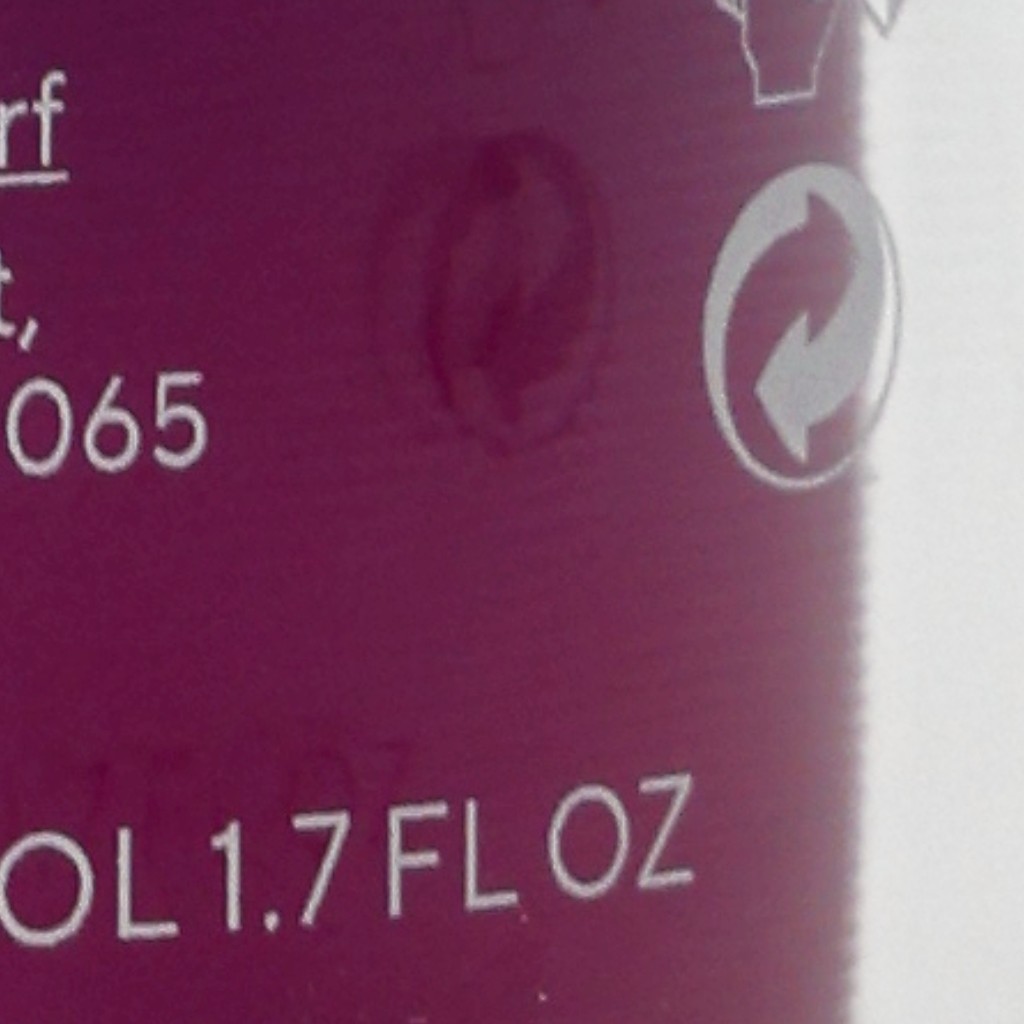 rf
t,
065
OL 1.7 FL OZ